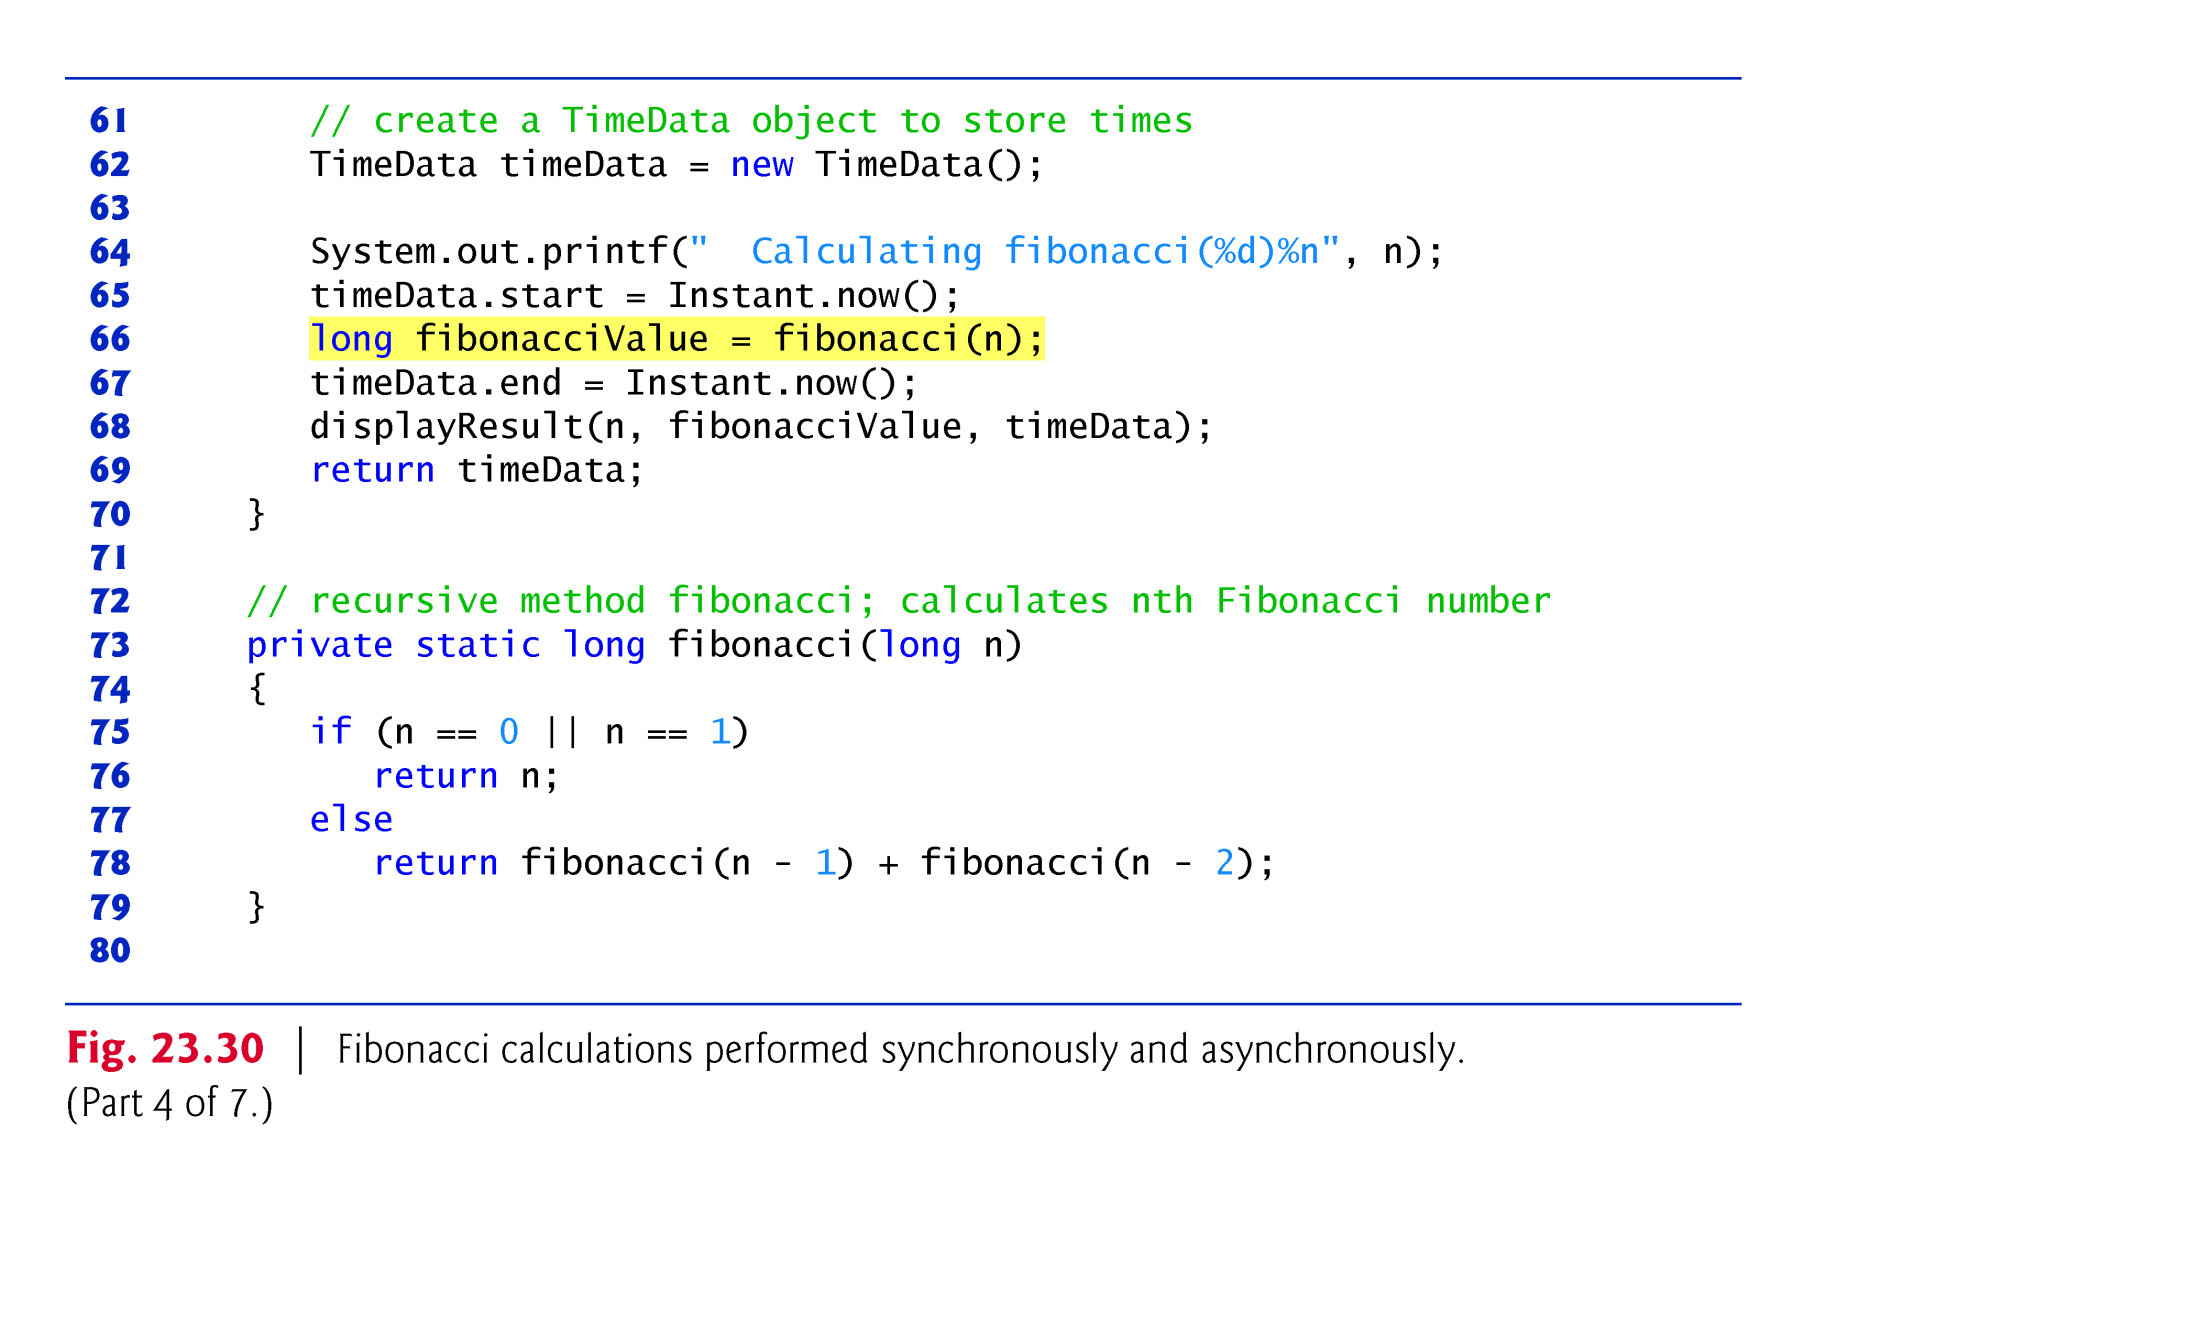 61 // create a TimeData object to store times
62 TimeData timeData = new TimeData();
63
64 System.out.printf("  Calculating fibonacci(%d)%n", n);
65 timeData.start = Instant.now();
66 long fibonacciValue = fibonacci(n);
67 timeData.end = Instant.now();
68 displayResult(n, fibonacciValue, timeData);
69 return timeData;
70 }
71
72 // recursive method fibonacci; calculates nth Fibonacci number
73 private static long fibonacci(long n)
74 {
75 if (n == 0 || n == 1)
76 return n;
77 else
78 return fibonacci(n - 1) + fibonacci(n - 2);
79 }
80
Fig. 23.30 | Fibonacci calculations performed synchronously and asynchronously.
(Part 4 of 7.)